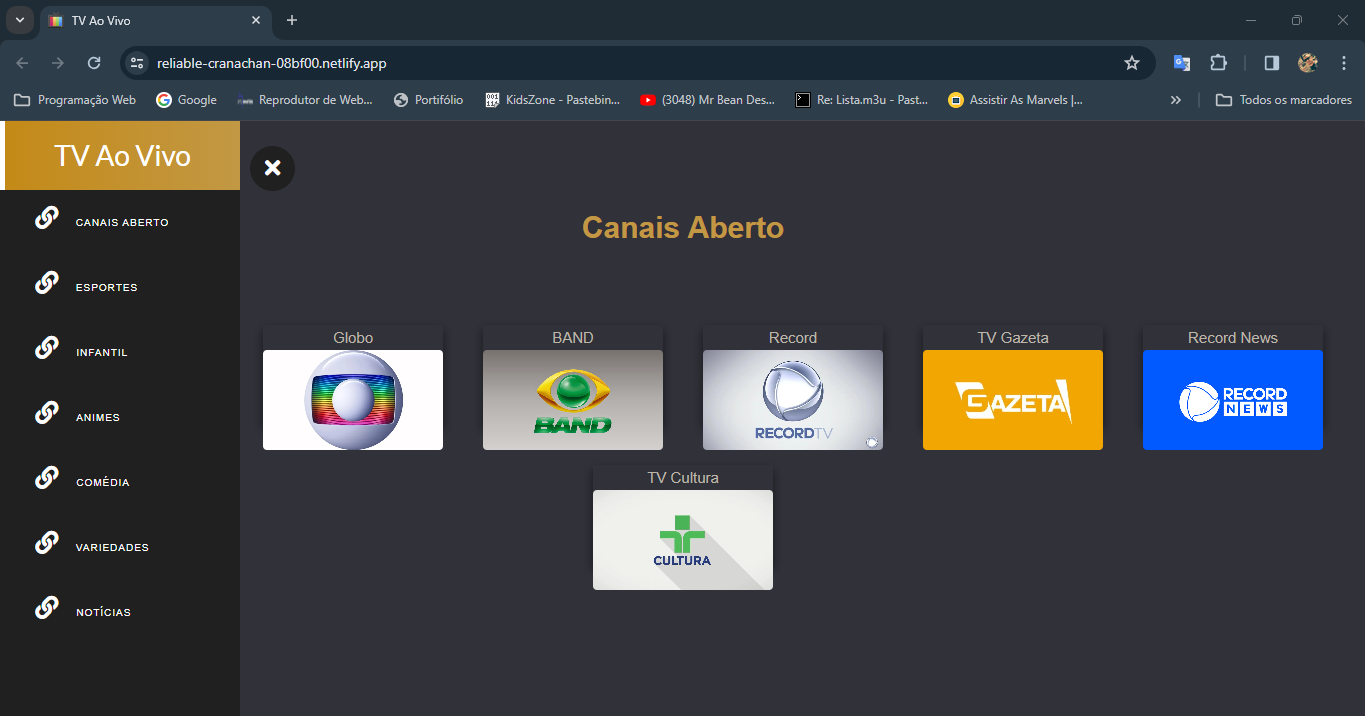 TV Ao Vivo
reliable-cranachan-08bf00.netlify.app
Programação Web
Google
Reprodutor de Web...
Portifólio
KidsZone - Pastebin...
(3048) Mr Bean Des...
Re: Lista.m3u - Past...
Assistir As Marvels |...
Todos os marcadores
TV Ao Vivo
CANAIS ABERTO
ESPORTES
INFANTIL
ANIMES
COMÉDIA
VARIEDADES
NOTÍCIAS
Canais Aberto
Globo
BAND
BAND
Record
RECORDTV
TV Gazeta
GAZETA
Record News
RECORD
NEWS
TV Cultura
CULTURA